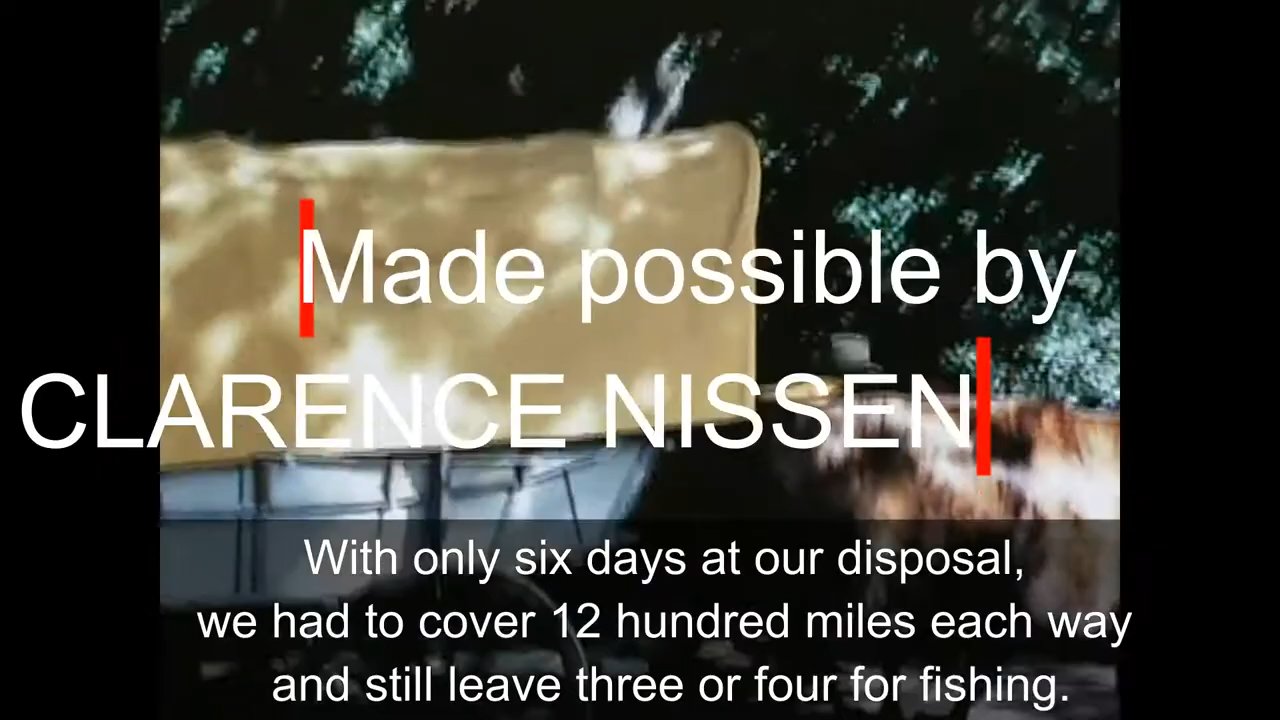 Made possible by
CLARENCE NISSEN
With only six days at our disposal,
we had to cover 12 hundred miles each way
and still leave three or four for fishing.